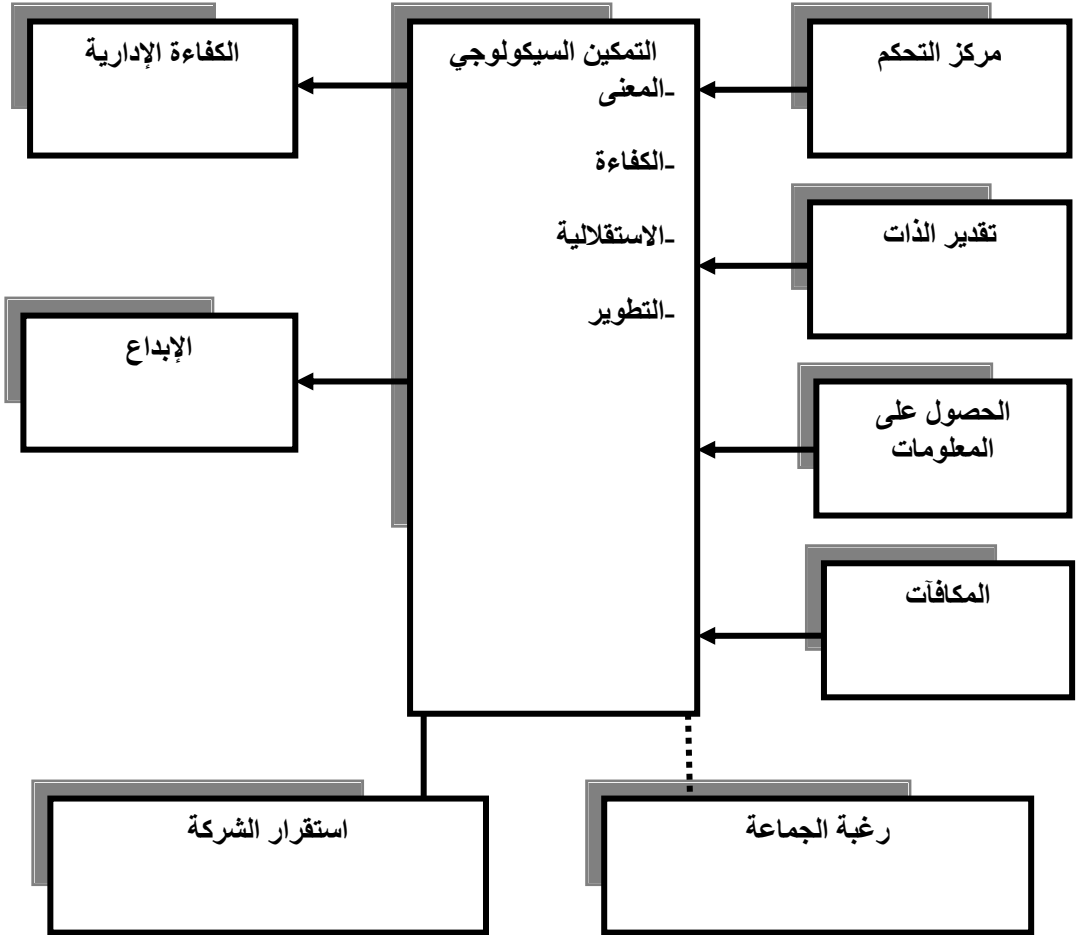 مركز التحكم
التمكين السيكولوجي
الكفاءة الإدارية
-المعنى
-الكفاءة
-الاستقلالية
-التطوير
تقدير الذات
الإبداع
الحصول على
المعلومات
المكافآت
رغبة الجماعة
استقرار الشركة